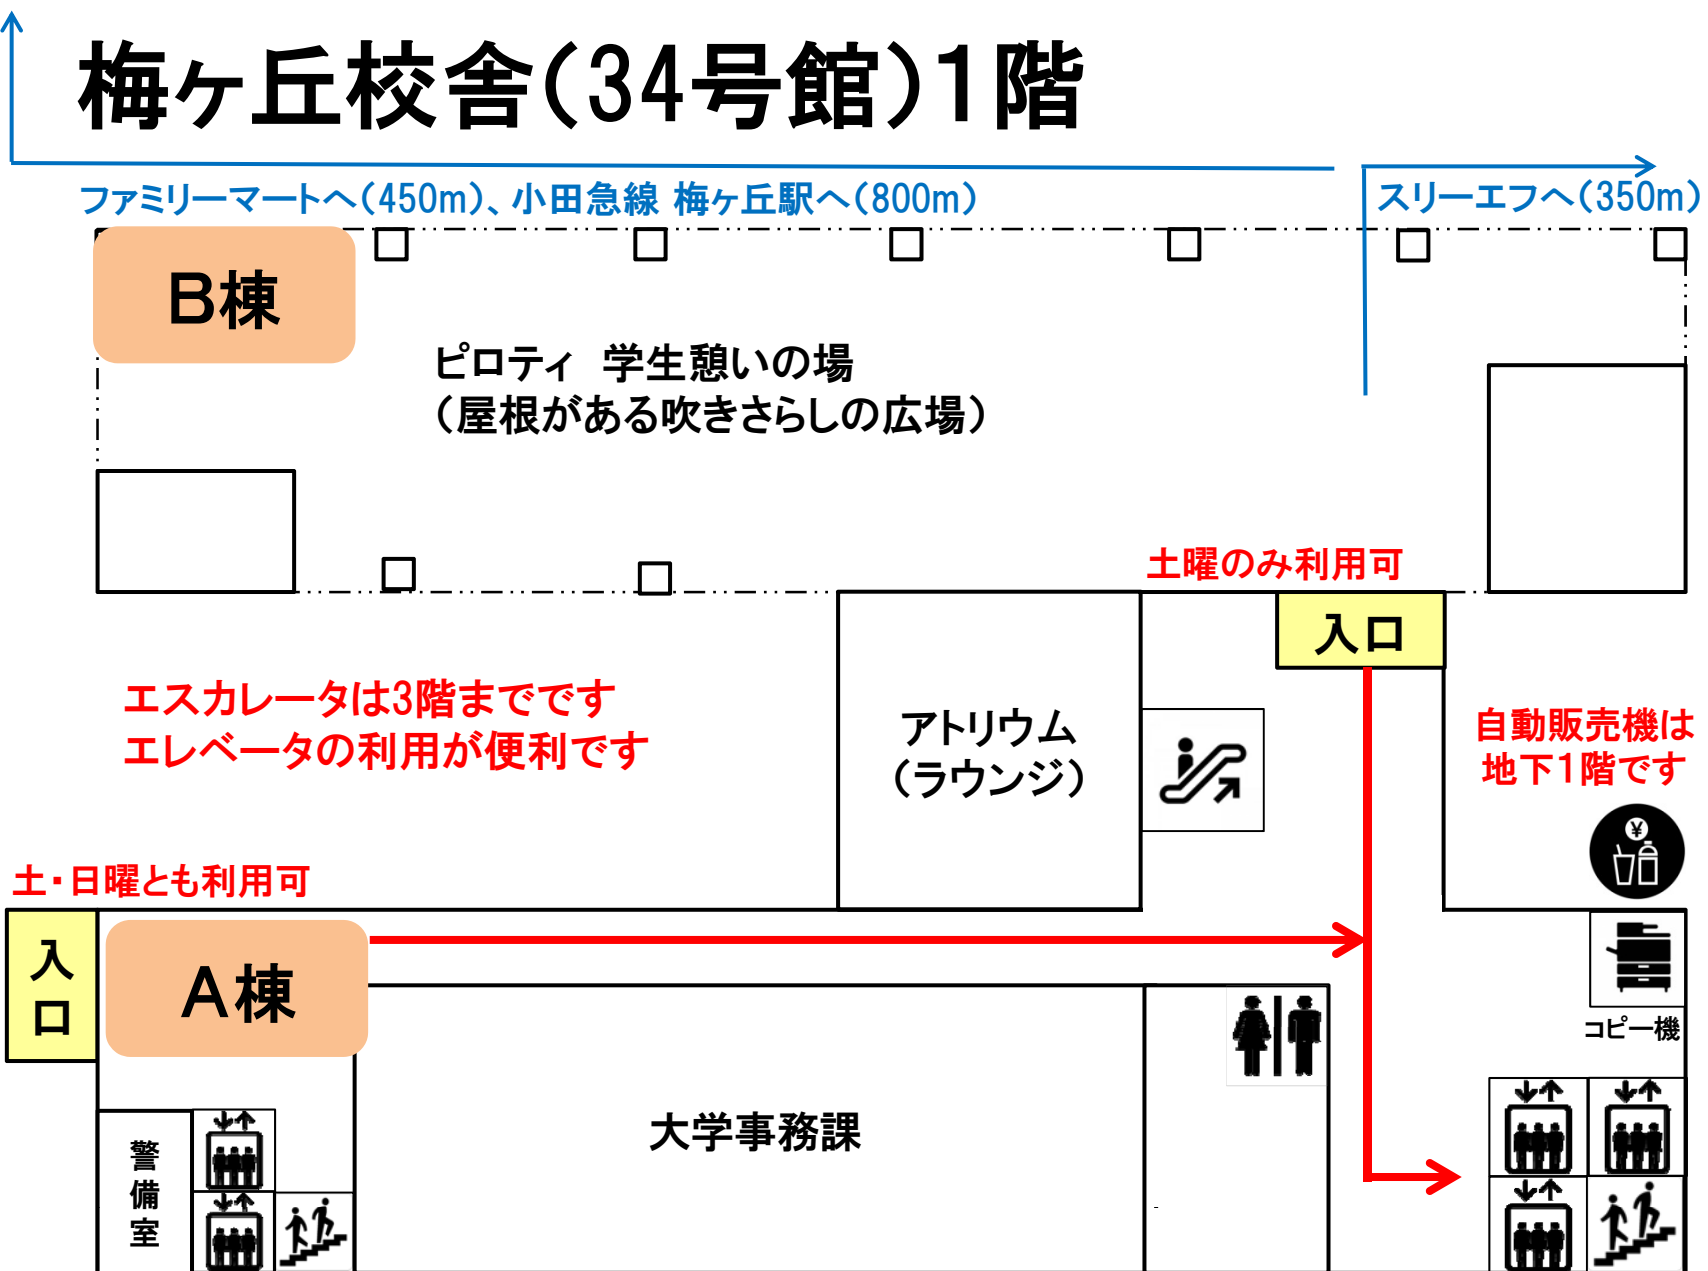 梅ヶ丘校舎（34号館）1階
ファミリーマートへ（450m）、小田急線 梅ヶ丘駅へ（800m）
スリーエフへ（350m）
B棟
ピロティ　学生憩いの場
（屋根がある吹きさらしの広場）
土曜のみ利用可
入口
エスカレータは3階までです
エレベータの利用が便利です
アトリウム
（ラウンジ）
自動販売機は
地下1階です
¥
土・日曜とも利用可
入口
A棟
コピー機
大学事務課
警備室